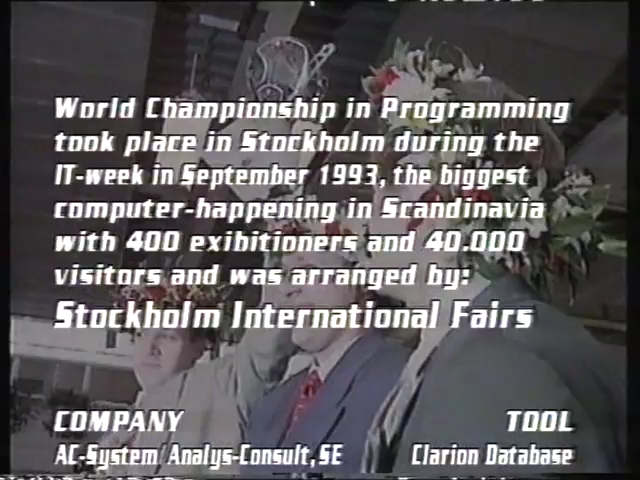 World Championship in Programming
took place in Stockholm during the
IT-week in September 1993, the biggest
computer-happening in Scandinavia
with 400 exibitioners and 40.000
visitors and was arranged by:
Stockholm International Fairs
COMPANY TOOL
AC-System/Analys-Consult, SE Clarion Database